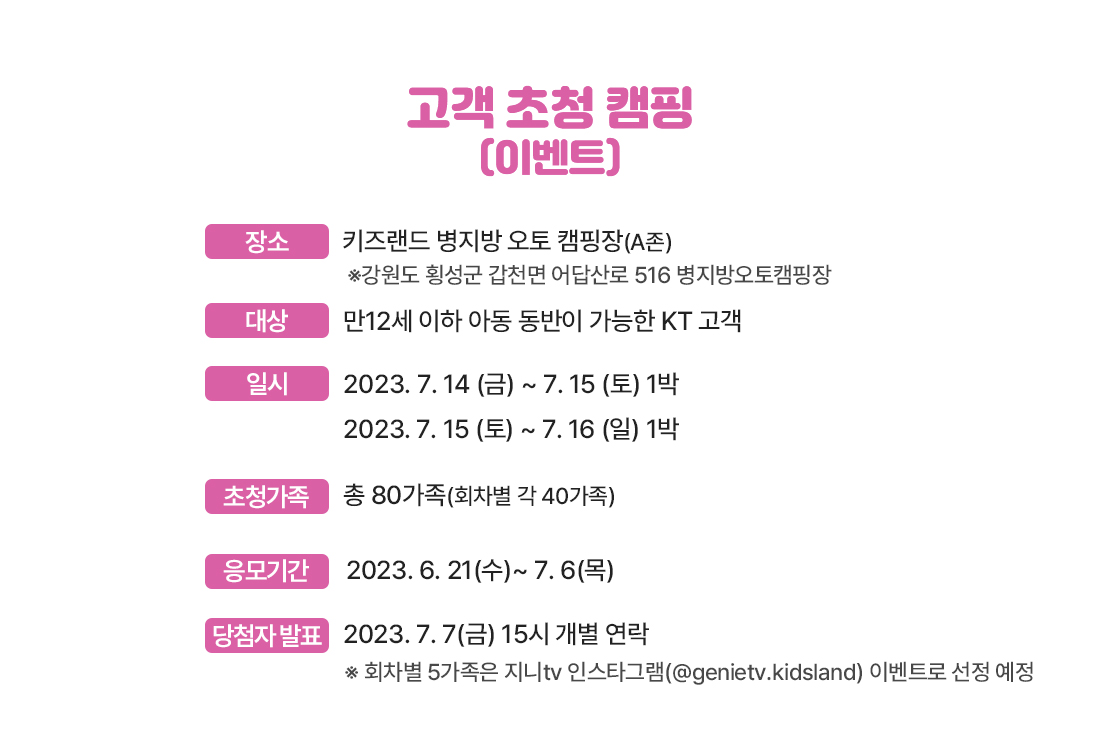 고객 초청 캠핑
(이벤트)
장소 키즈랜드 병지방 오토 캠핑장(A존)
※강원도 횡성군 갑천면 어답산로 516 병지방오토캠핑장
대상 만12세 이하 아동 동반이 가능한 KT 고객
일시 2023. 7. 14 (금) ~ 7. 15 (토) 1박
2023. 7. 15 (토) ~ 7. 16 (일) 1박
초청가족 총 80가족(회차별 각 40가족)
응모기간 2023. 6. 21(수)~ 7. 6(목)
당첨자 발표 2023. 7. 7(금) 15시 개별 연락
※ 회차별 5가족은 지니tv 인스타그램(@genietv.kidsland) 이벤트로 선정 예정